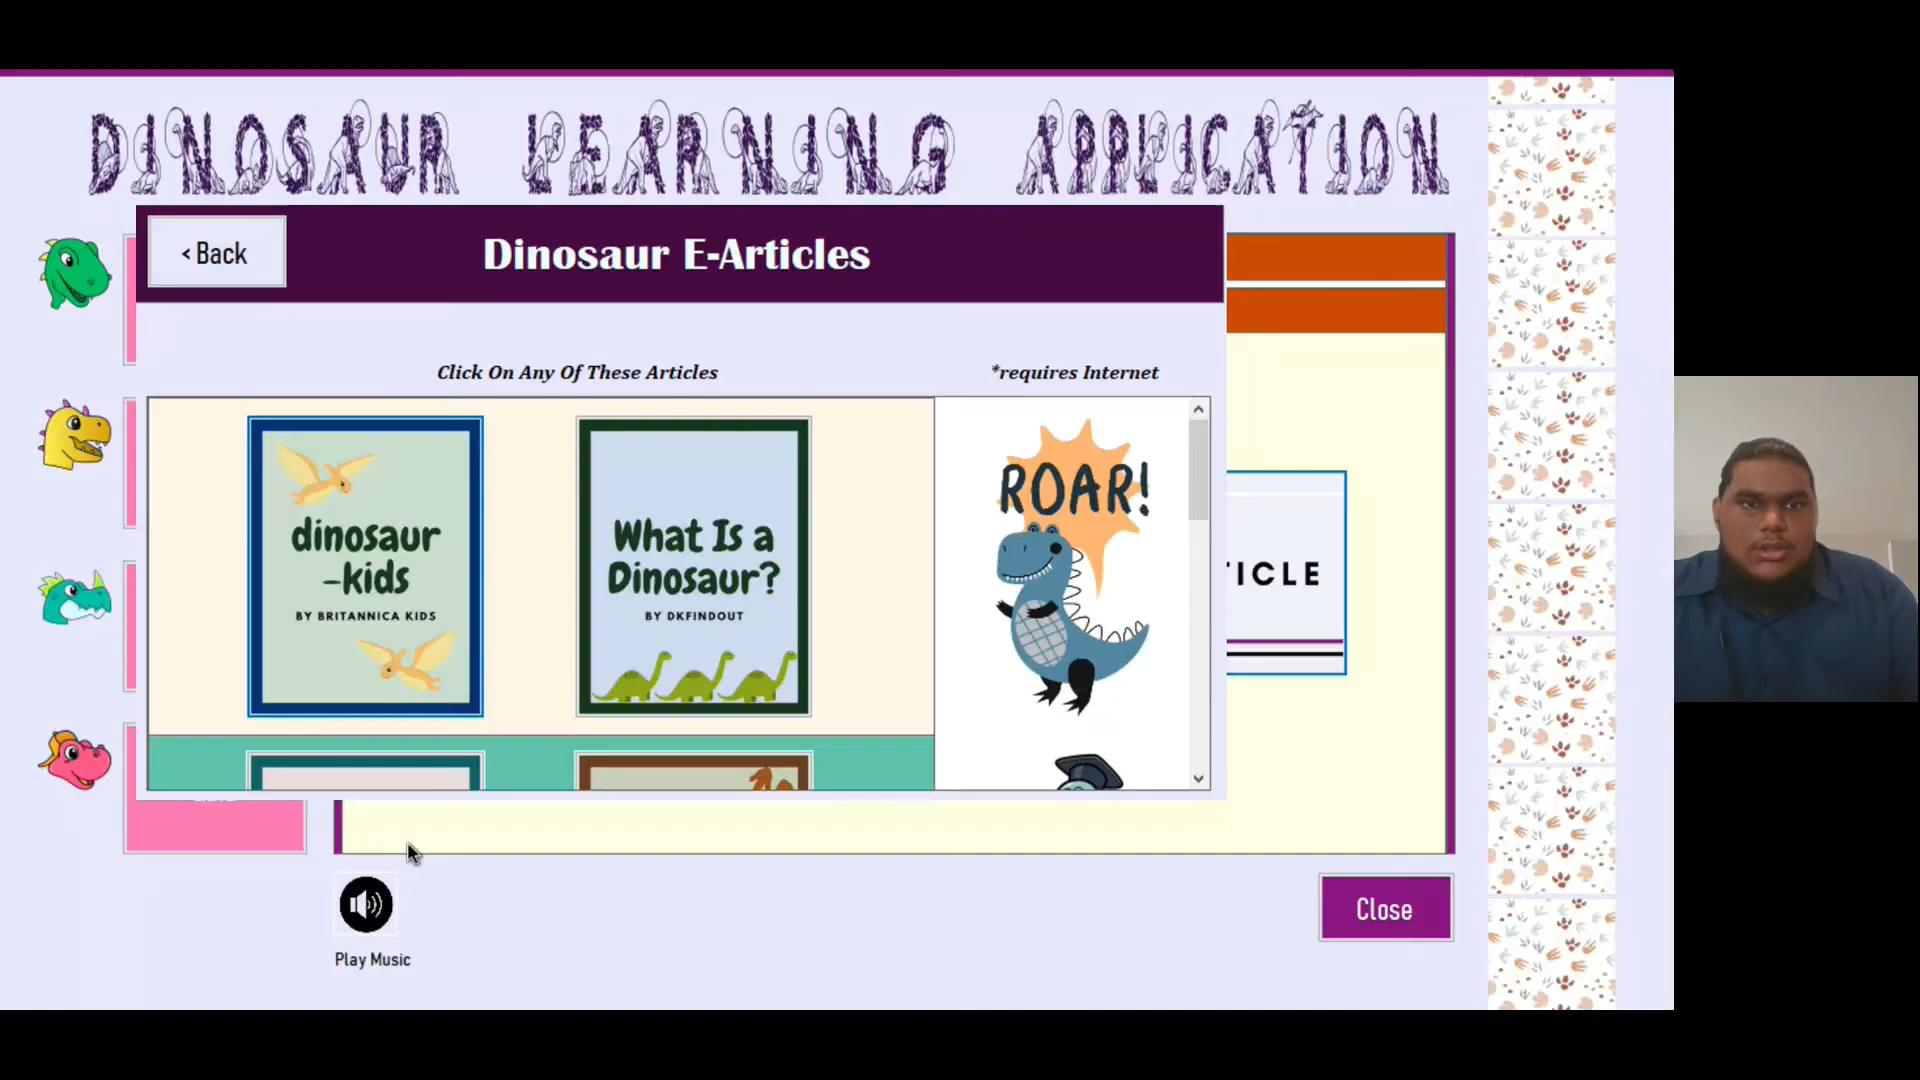 DINOSAUR LEARNING APPLICATION
< Back
Dinosaur E-Articles
Click On Any Of These Articles
*requires Internet
dinosaur
-kids
BY BRITANNICA KIDS
What Is a
Dinosaur?
BY DKFINDOUT
ROAR!
TICLE
Close
Play Music